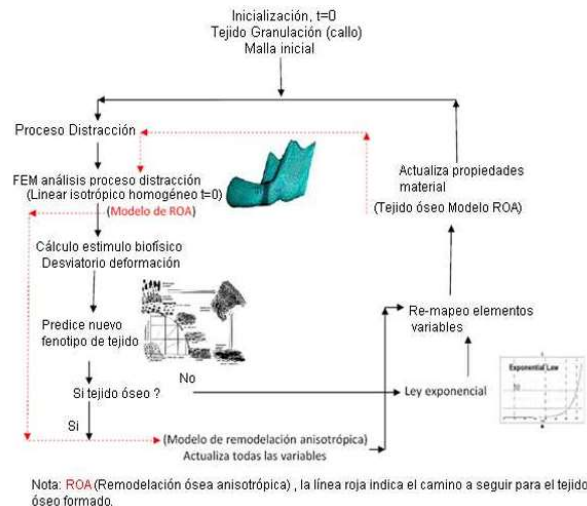 Inicialización, t=0
Tejido Granulación (callo)
Malla inicial
Proceso Distracción
FEM análisis proceso distracción
(Linear isotrópico homogéneo t=0)
(Modelo de ROA)
Cálculo estimulo biofísico
Desviatorio deformación
Predice nuevo
fenotipo de tejido
Si tejido óseo ?
No
Si
(Modelo de remodelación anisotrópica)
Actualiza todas las variables
Ley exponencial
Exponential Law
Re-mapeo elementos
variables
Actualiza propiedades
material
(Tejido óseo Modelo ROA)
Nota: ROA (Remodelación ósea anisotrópica) , la línea roja indica el camino a seguir para el tejido
óseo formado.